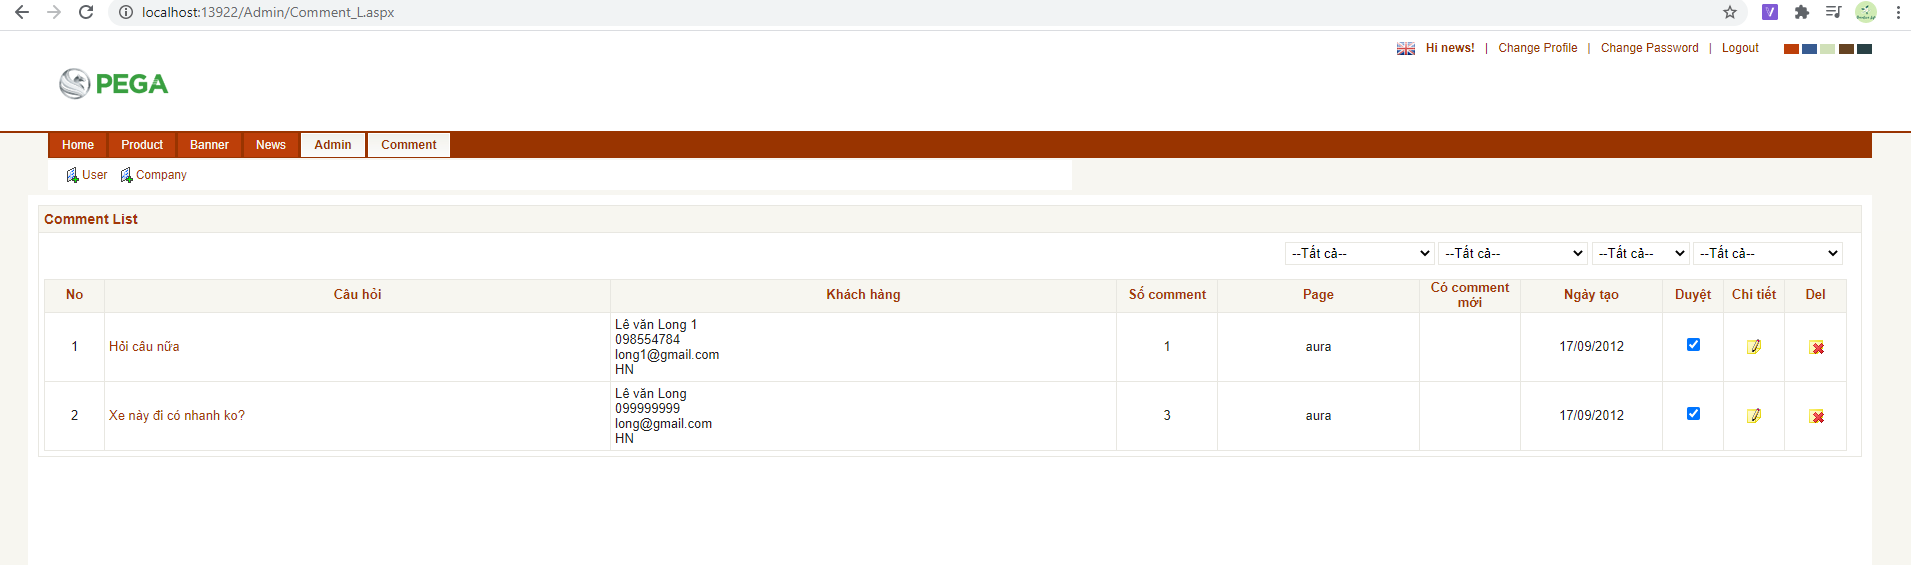 localhost:13922/Admin/Comment_L.aspx
Hi news! | Change Profile | Change Password | Logout
PEGA
Home Product Banner News Admin Comment
User Company
Comment List
--Tất cả-- --Tất cả-- --Tất cả-- --Tất cả--
No Câu hỏi Khách hàng Số comment Page Có comment mới Ngày tạo Duyệt Chi tiết Del
1 Hỏi câu nữa
Lê văn Long 1
098554784
long1@gmail.com
HN
1 aura 17/09/2012
2 Xe này đi có nhanh ko?
Lê văn Long
099999999
long@gmail.com
HN
3 aura 17/09/2012